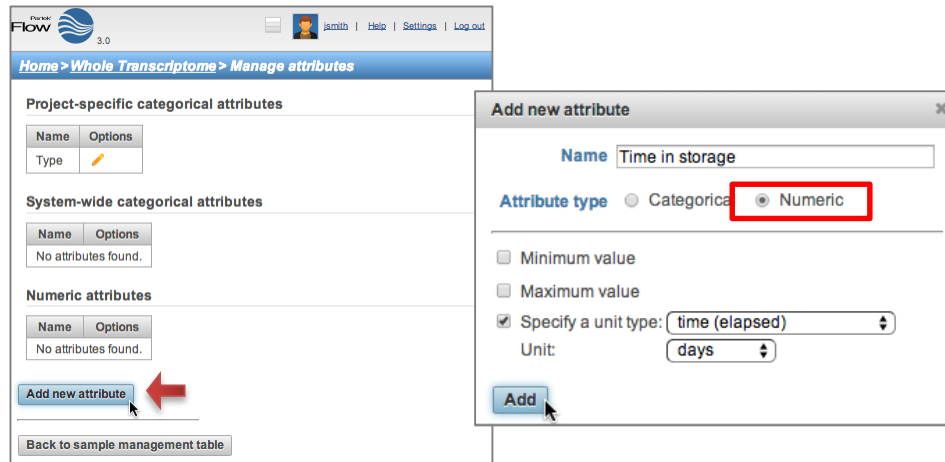 Partek
Flow
3.0
jsmith | Help | Settings | Log out
Home > Whole Transcriptome > Manage attributes
Project-specific categorical attributes
Name Options
Type
System-wide categorical attributes
Name Options
No attributes found.
Numeric attributes
Name Options
No attributes found.
Add new attribute
Back to sample management table
Add new attribute
Name Time in storage
Attribute type Categorica Numeric
Minimum value
Maximum value
Specify a unit type: time (elapsed)
Unit: days
Add